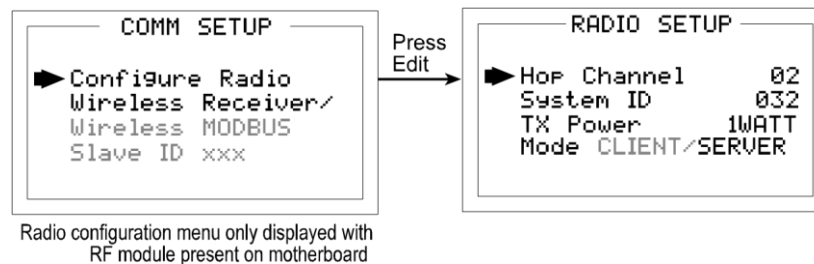 COMM SETUP
Configure Radio
Wireless Receiver/
Wireless MODBUS
Slave ID xxx
Press
Edit
RADIO SETUP
Hop Channel 02
System ID 032
TX Power 1WATT
Mode CLIENT/SERVER
Radio configuration menu only displayed with
RF module present on motherboard